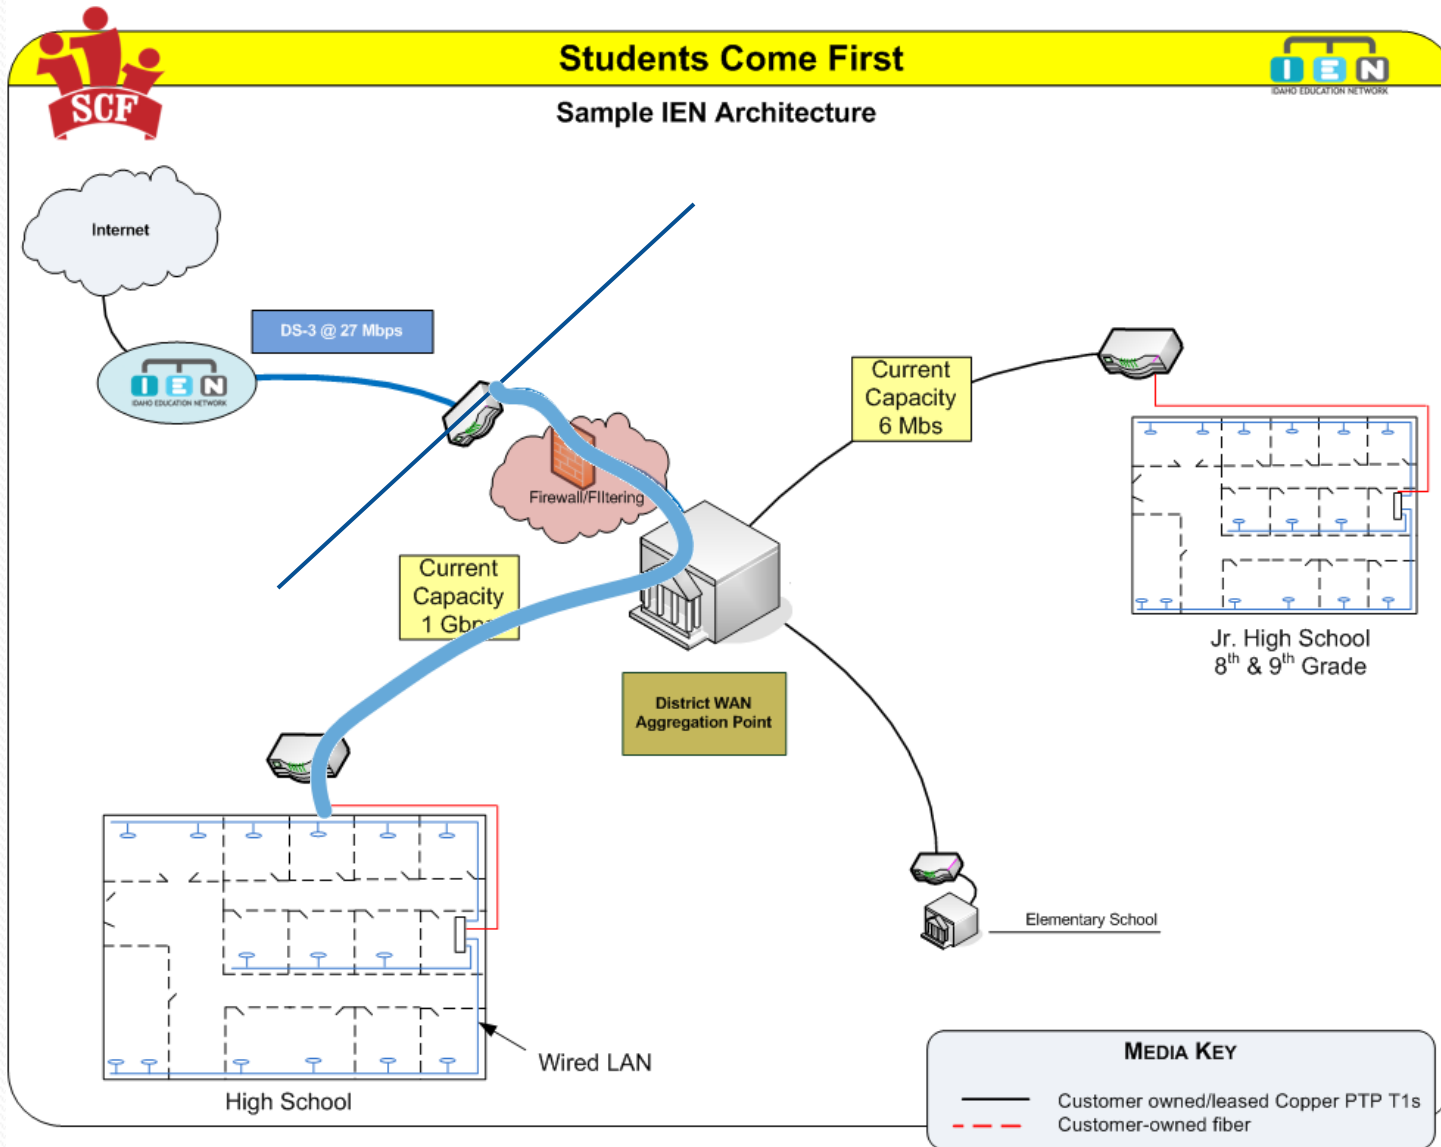 Students Come First
SCF
IEN
IDAHO EDUCATION NETWORK
Sample IEN Architecture
Internet
DS-3 @ 27 Mbps
IEN
IDAHO EDUCATION NETWORK
Current
Capacity
6 Mbs
Firewall/FIltering
Current
Capacity
1 Gbps
Jr. High School
8th & 9th Grade
District WAN
Aggregation Point
Elementary School
Wired LAN
High School
MEDIA KEY
Customer owned/leased Copper PTP T1s
Customer-owned fiber